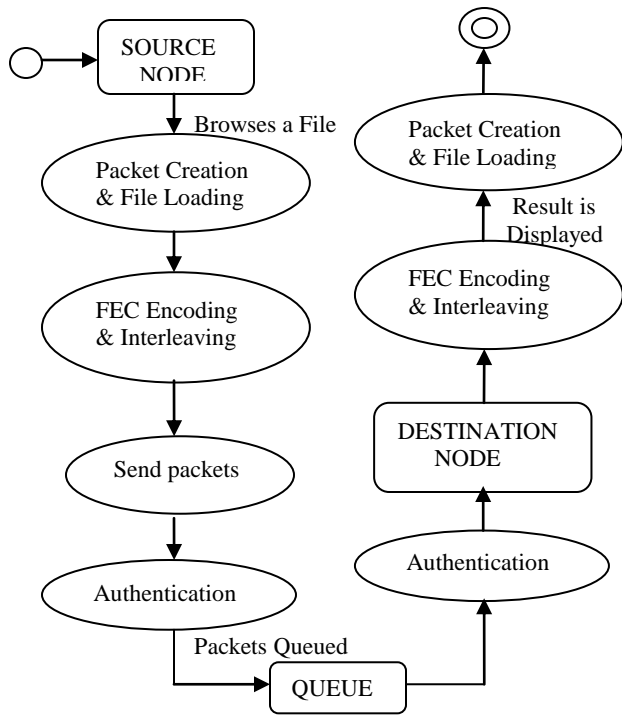 SOURCE
NODE
Browses a File
Packet Creation
& File Loading
FEC Encoding
& Interleaving
Send packets
Authentication
Packets Queued
QUEUE
Authentication
DESTINATION
NODE
FEC Encoding
& Interleaving
Result is
Displayed
Packet Creation
& File Loading